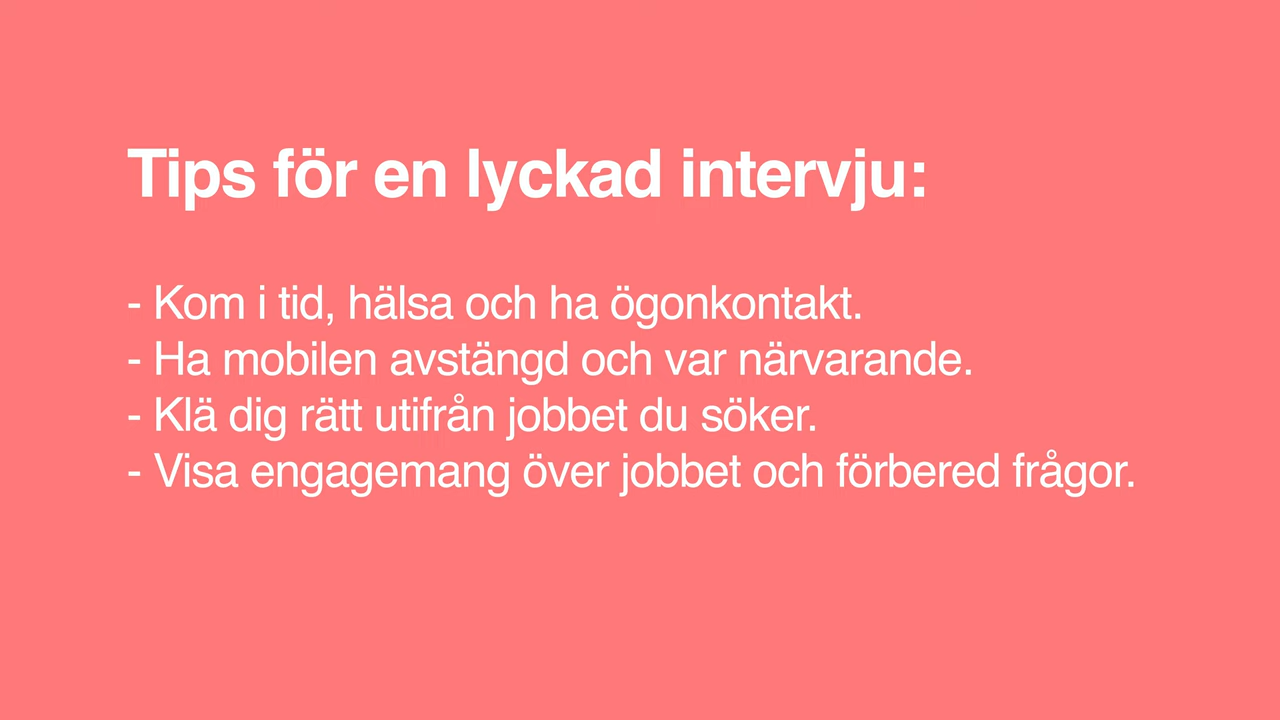 Tips för en lyckad intervju:
- Kom i tid, hälsa och ha ögonkontakt.
- Ha mobilen avstängd och var närvarande.
- Klä dig rätt utifrån jobbet du söker.
- Visa engagemang över jobbet och förbered frågor.